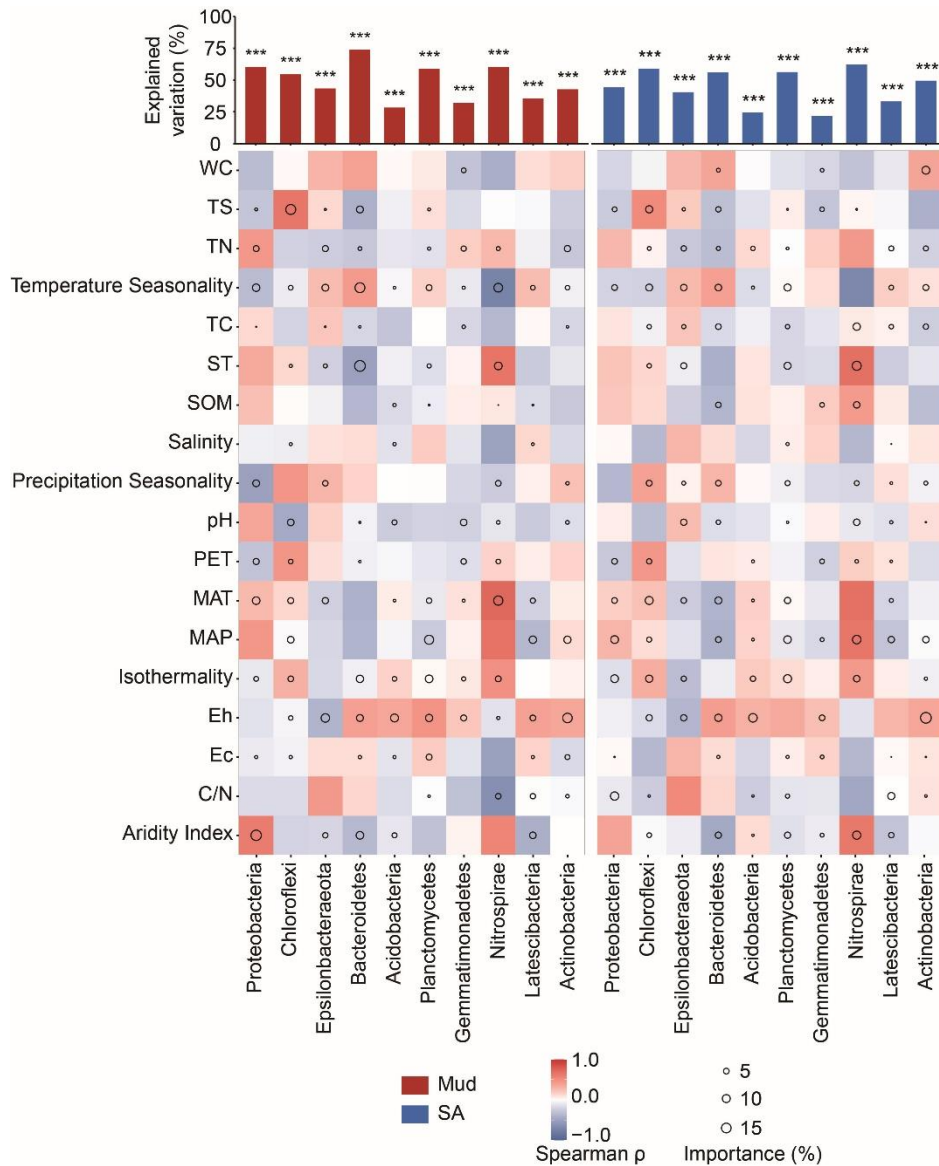 Explained
variation (%)
100
75
50
25
0
*** *** *** *** *** *** *** *** *** ***
*** *** *** *** *** *** *** *** *** ***
WC
TS
TN
Temperature Seasonality
TC
ST
SOM
Salinity
Precipitation Seasonality
pH
PET
MAT
MAP
Isothermality
Eh
Ec
C/N
Aridity Index
Proteobacteria
Chloroflexi
Epsilonbacteraeota
Bacteroidetes
Acidobacteria
Planctomycetes
Gemmatimonadetes
Nitrospirae
Latescibacteria
Actinobacteria
Proteobacteria
Chloroflexi
Epsilonbacteraeota
Bacteroidetes
Acidobacteria
Planctomycetes
Gemmatimonadetes
Nitrospirae
Latescibacteria
Actinobacteria
Mud
SA
1.0
0.0
−1.0
Spearman ρ
5
10
15
Importance (%)